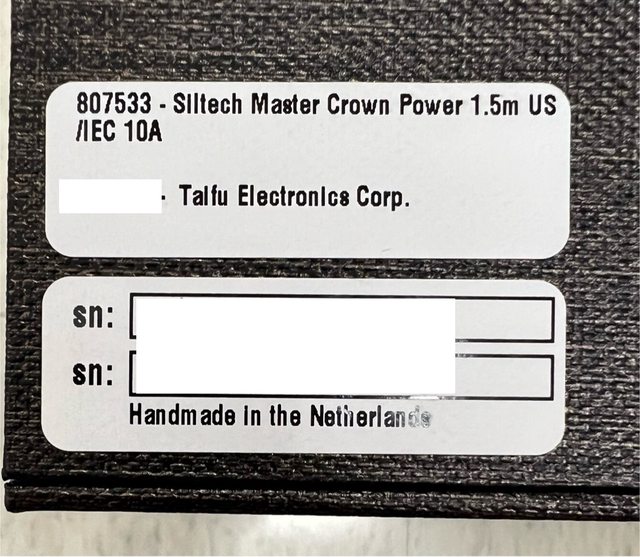 807533 - Siltech Master Crown Power 1.5m US
/IEC 10A
- Taifu Electronics Corp.
sn:
sn:
Handmade in the Netherlands